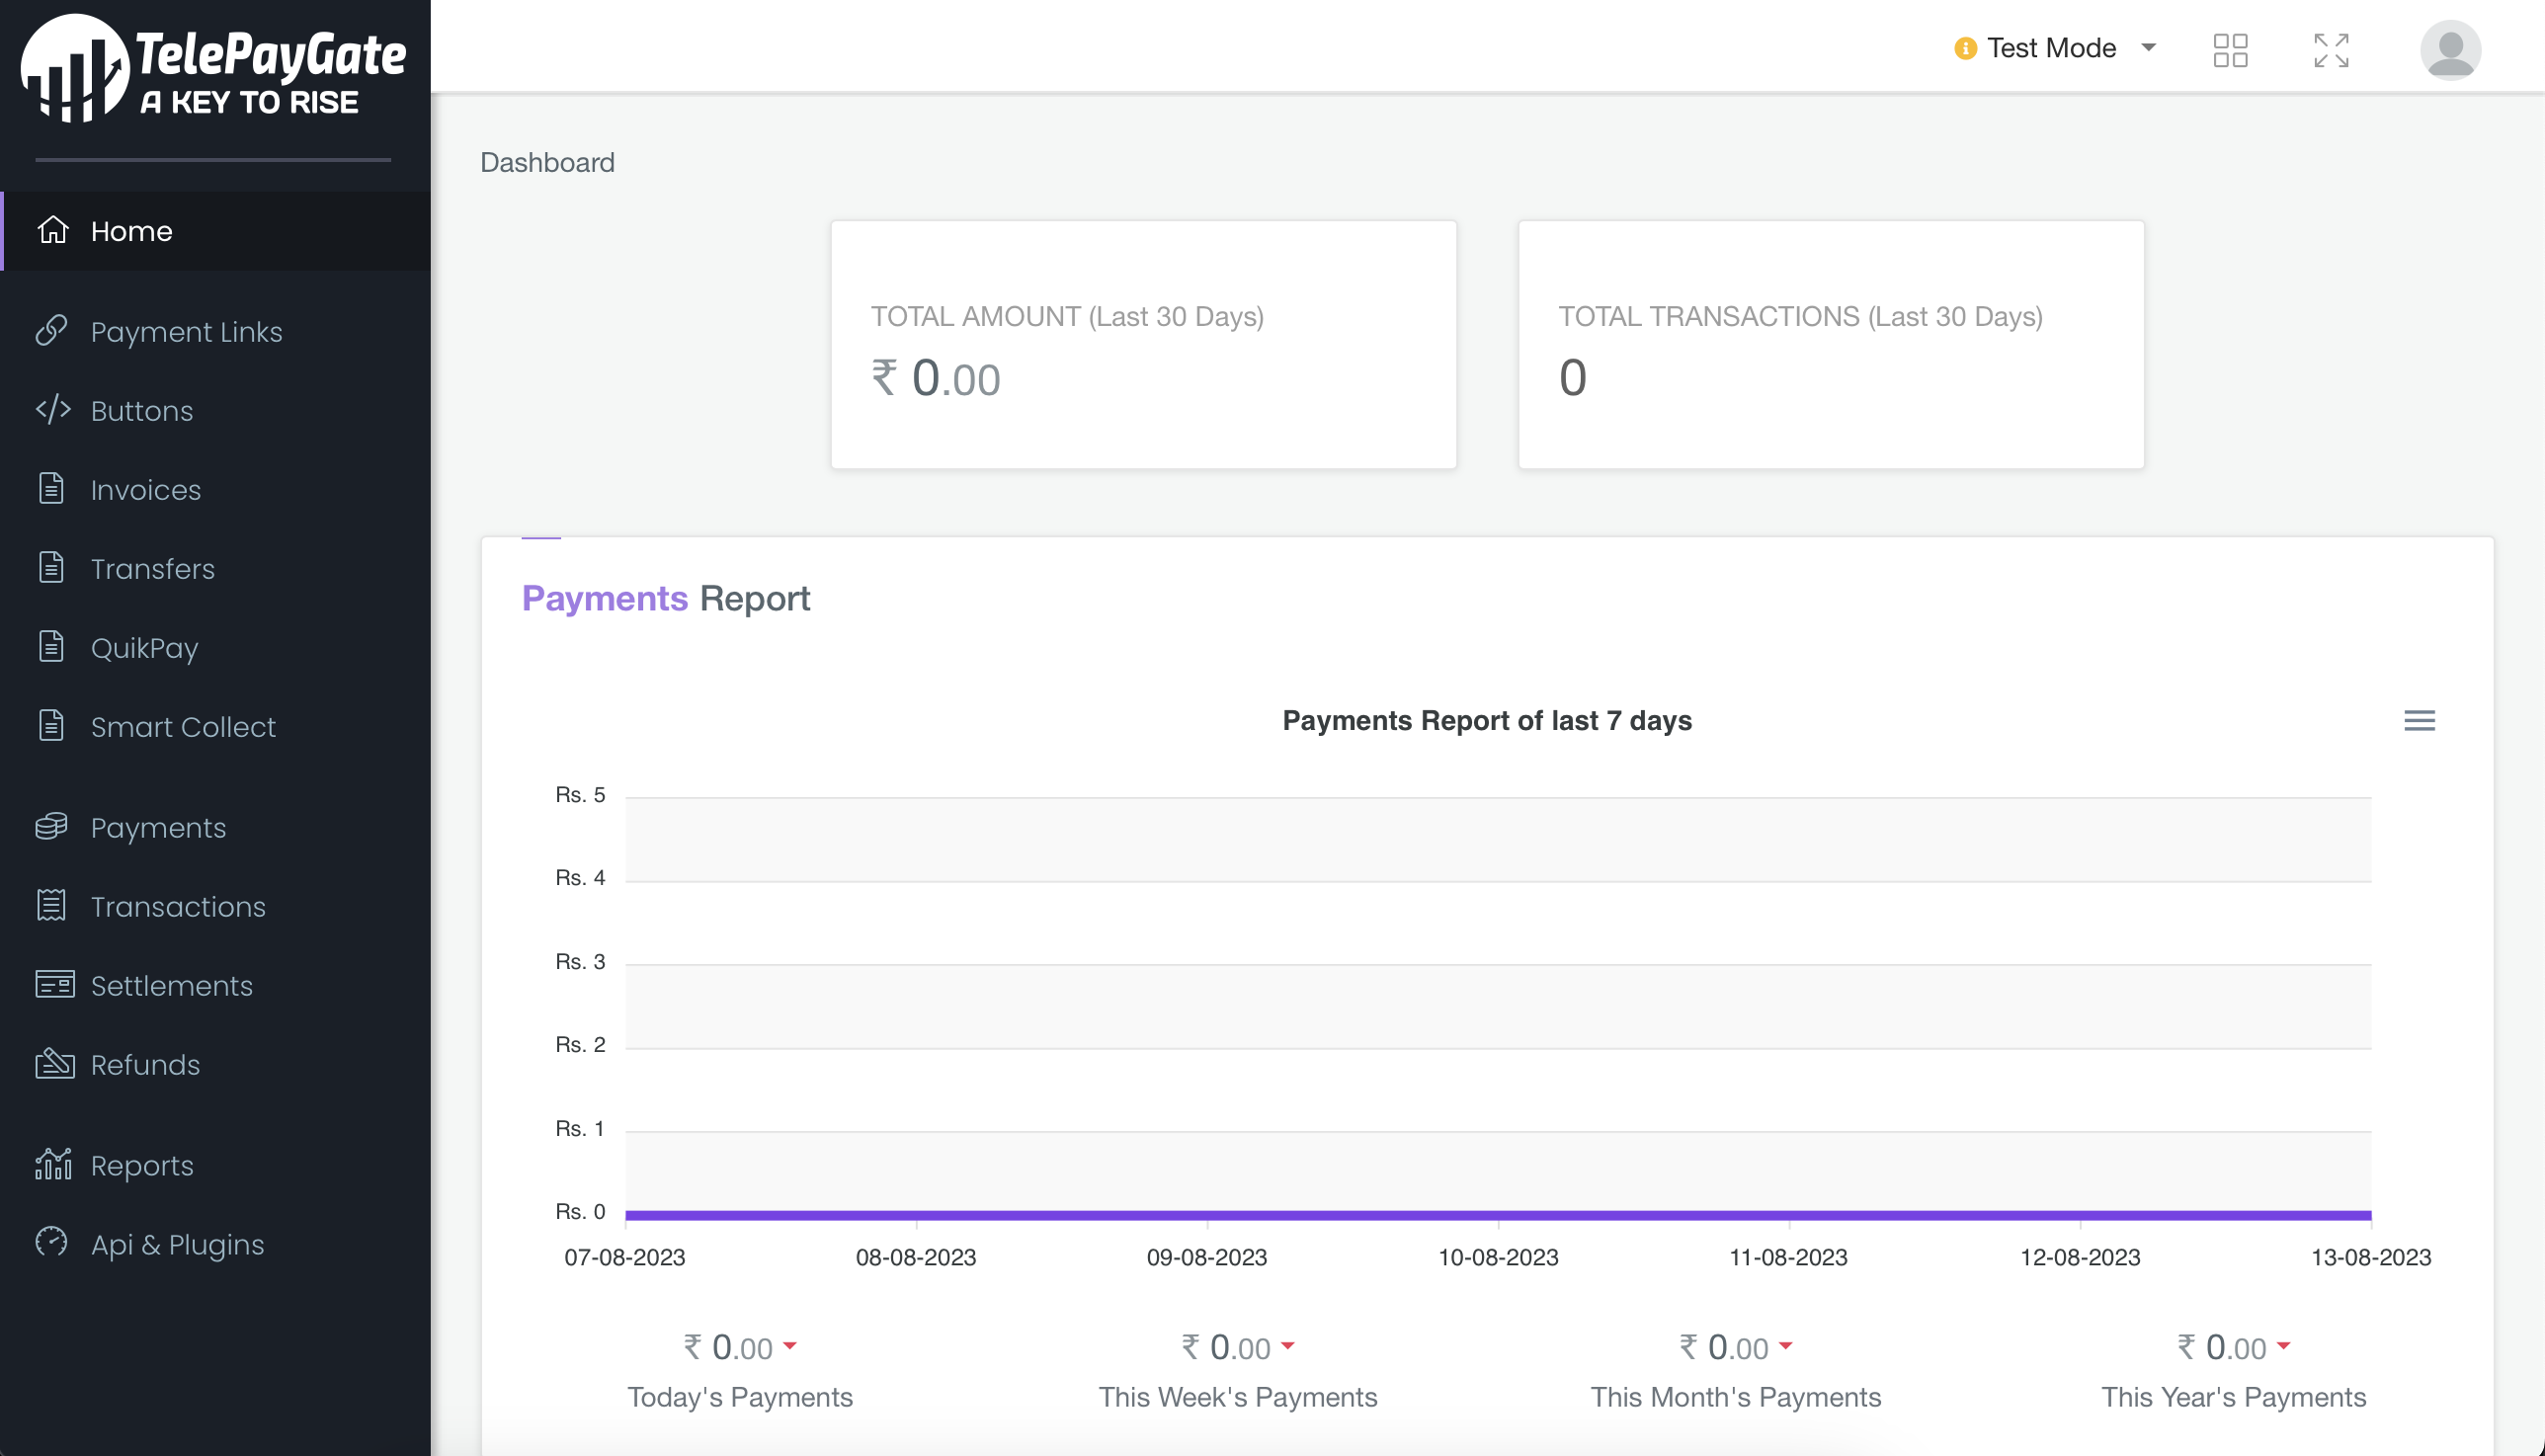 TelePayGate
A KEY TO RISE
Test Mode
Home
Payment Links
Buttons
Invoices
Transfers
QuikPay
Smart Collect
Payments
Transactions
Settlements
Refunds
Reports
Api & Plugins
Dashboard
TOTAL AMOUNT (Last 30 Days)
₹ 0.00
TOTAL TRANSACTIONS (Last 30 Days)
0
Payments Report
Payments Report of last 7 days
Rs. 5
Rs. 4
Rs. 3
Rs. 2
Rs. 1
Rs. 0
07-08-2023
08-08-2023
09-08-2023
10-08-2023
11-08-2023
12-08-2023
13-08-2023
₹ 0.00
Today's Payments
₹ 0.00
This Week's Payments
₹ 0.00
This Month's Payments
₹ 0.00
This Year's Payments